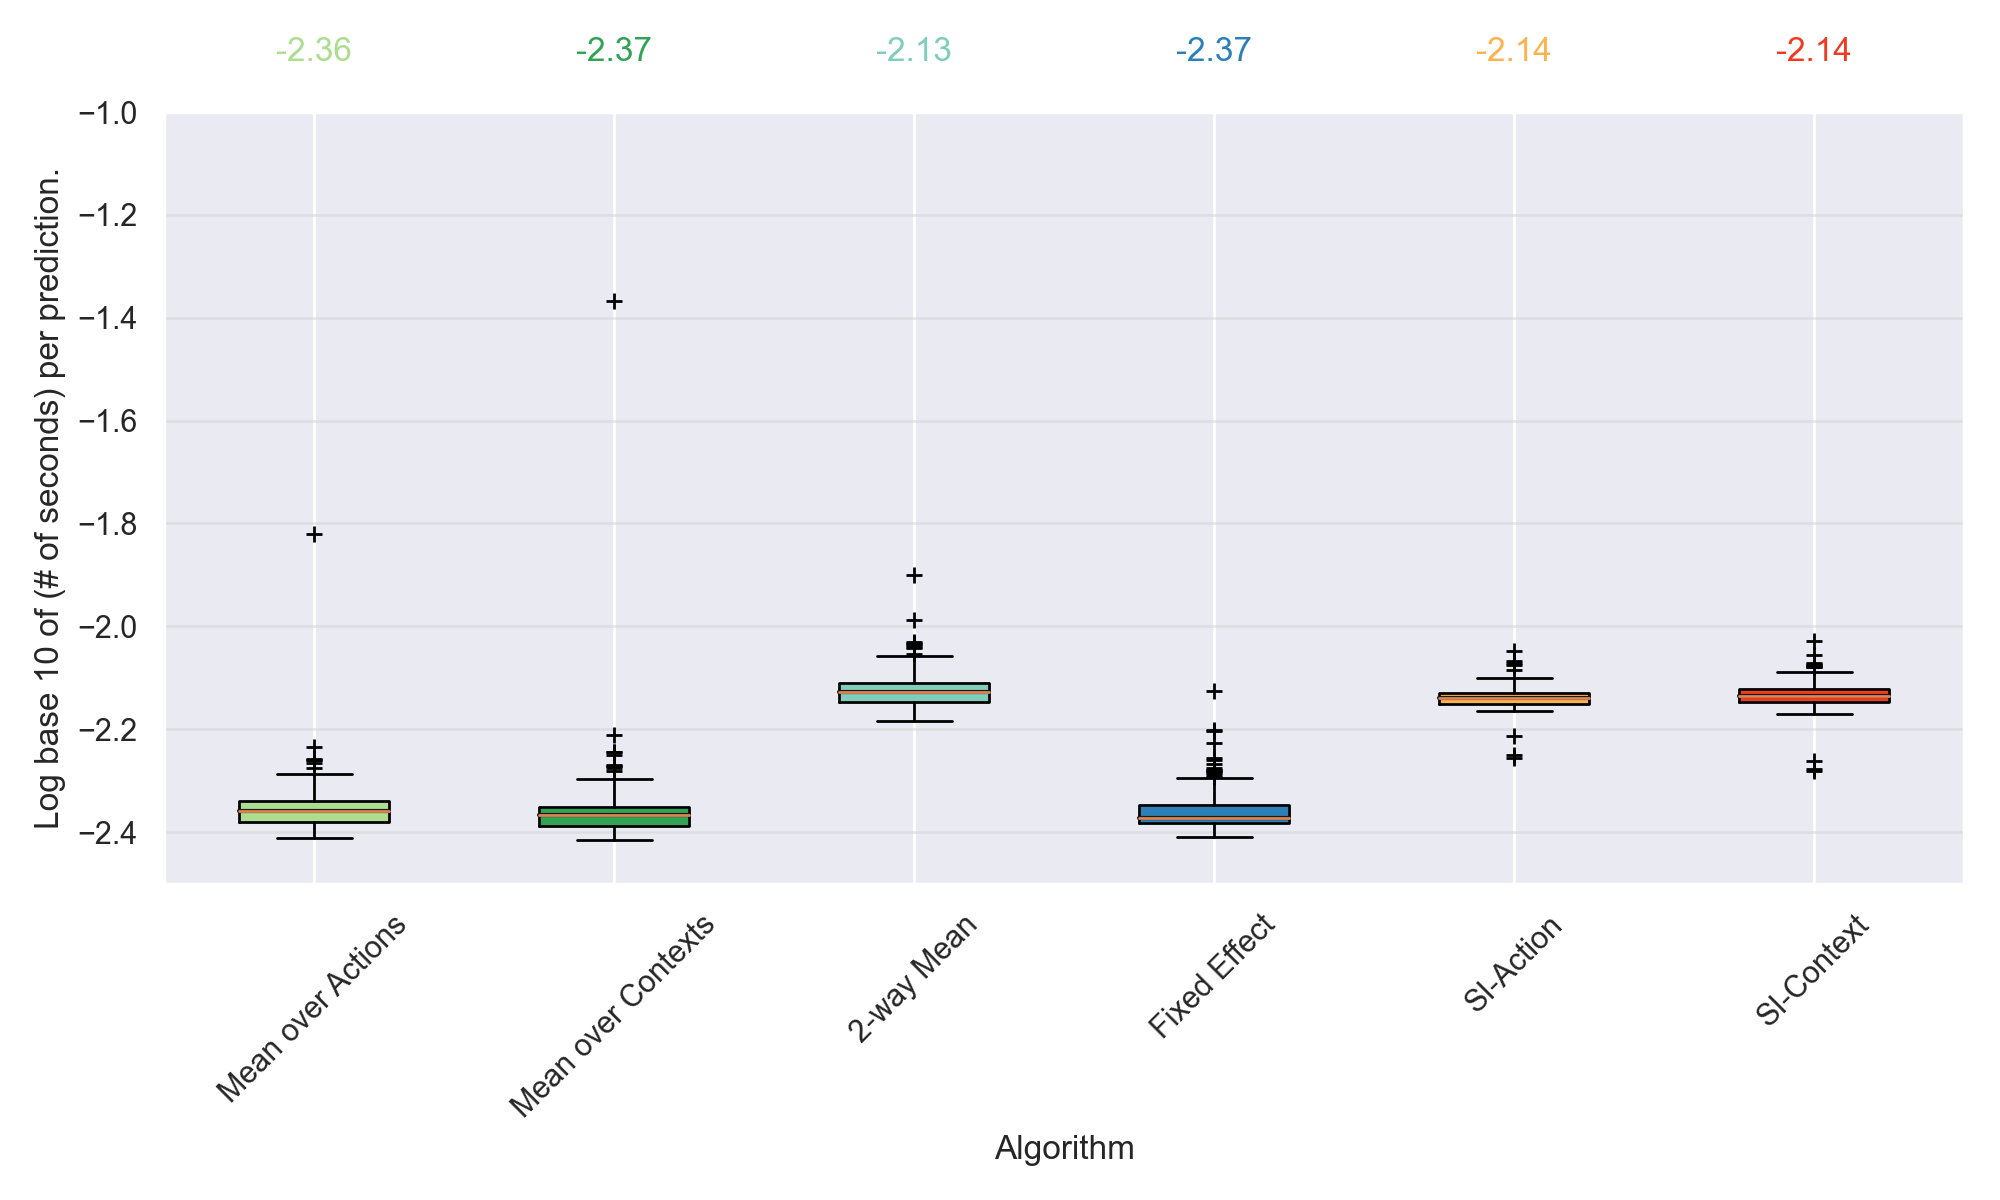 -2.36 -2.37 -2.13 -2.37 -2.14 -2.14
Log base 10 of (# of seconds) per prediction.
−1.0
−1.2
−1.4
−1.6
−1.8
−2.0
−2.2
−2.4
Mean over Actions
Mean over Contexts
2-way Mean
Fixed Effect
SI-Action
SI-Context
Algorithm